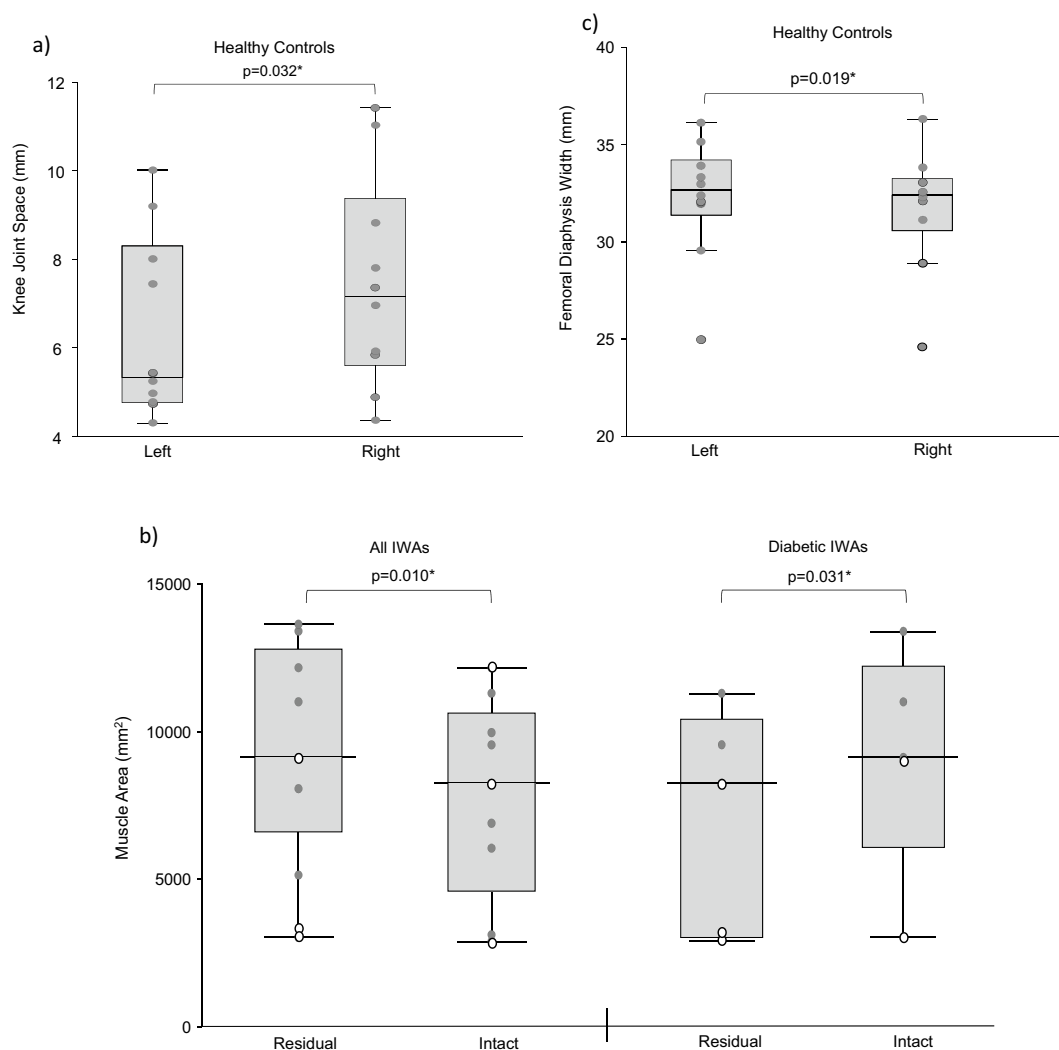 a)
Healthy Controls
p=0.032*
12
10
8
6
4
Knee Joint Space (mm)
Left
Right
c)
Healthy Controls
p=0.019*
40
35
30
25
20
Femoral Diaphysis Width (mm)
Left
Right
b)
All IWAs
p=0.010*
Diabetic IWAs
p=0.031*
15000
10000
5000
0
Muscle Area (mm²)
Residual
Intact
Residual
Intact